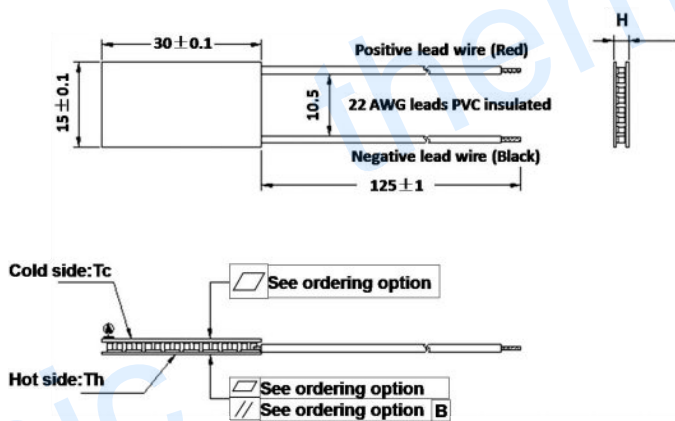 H
30±0.1
Positive lead wire (Red)
15±0.1
10.5
22 AWG leads PVC insulated
Negative lead wire (Black)
125±1
Cold side:Tc
See ordering option
A
Hot side:Th
See ordering option
See ordering option B